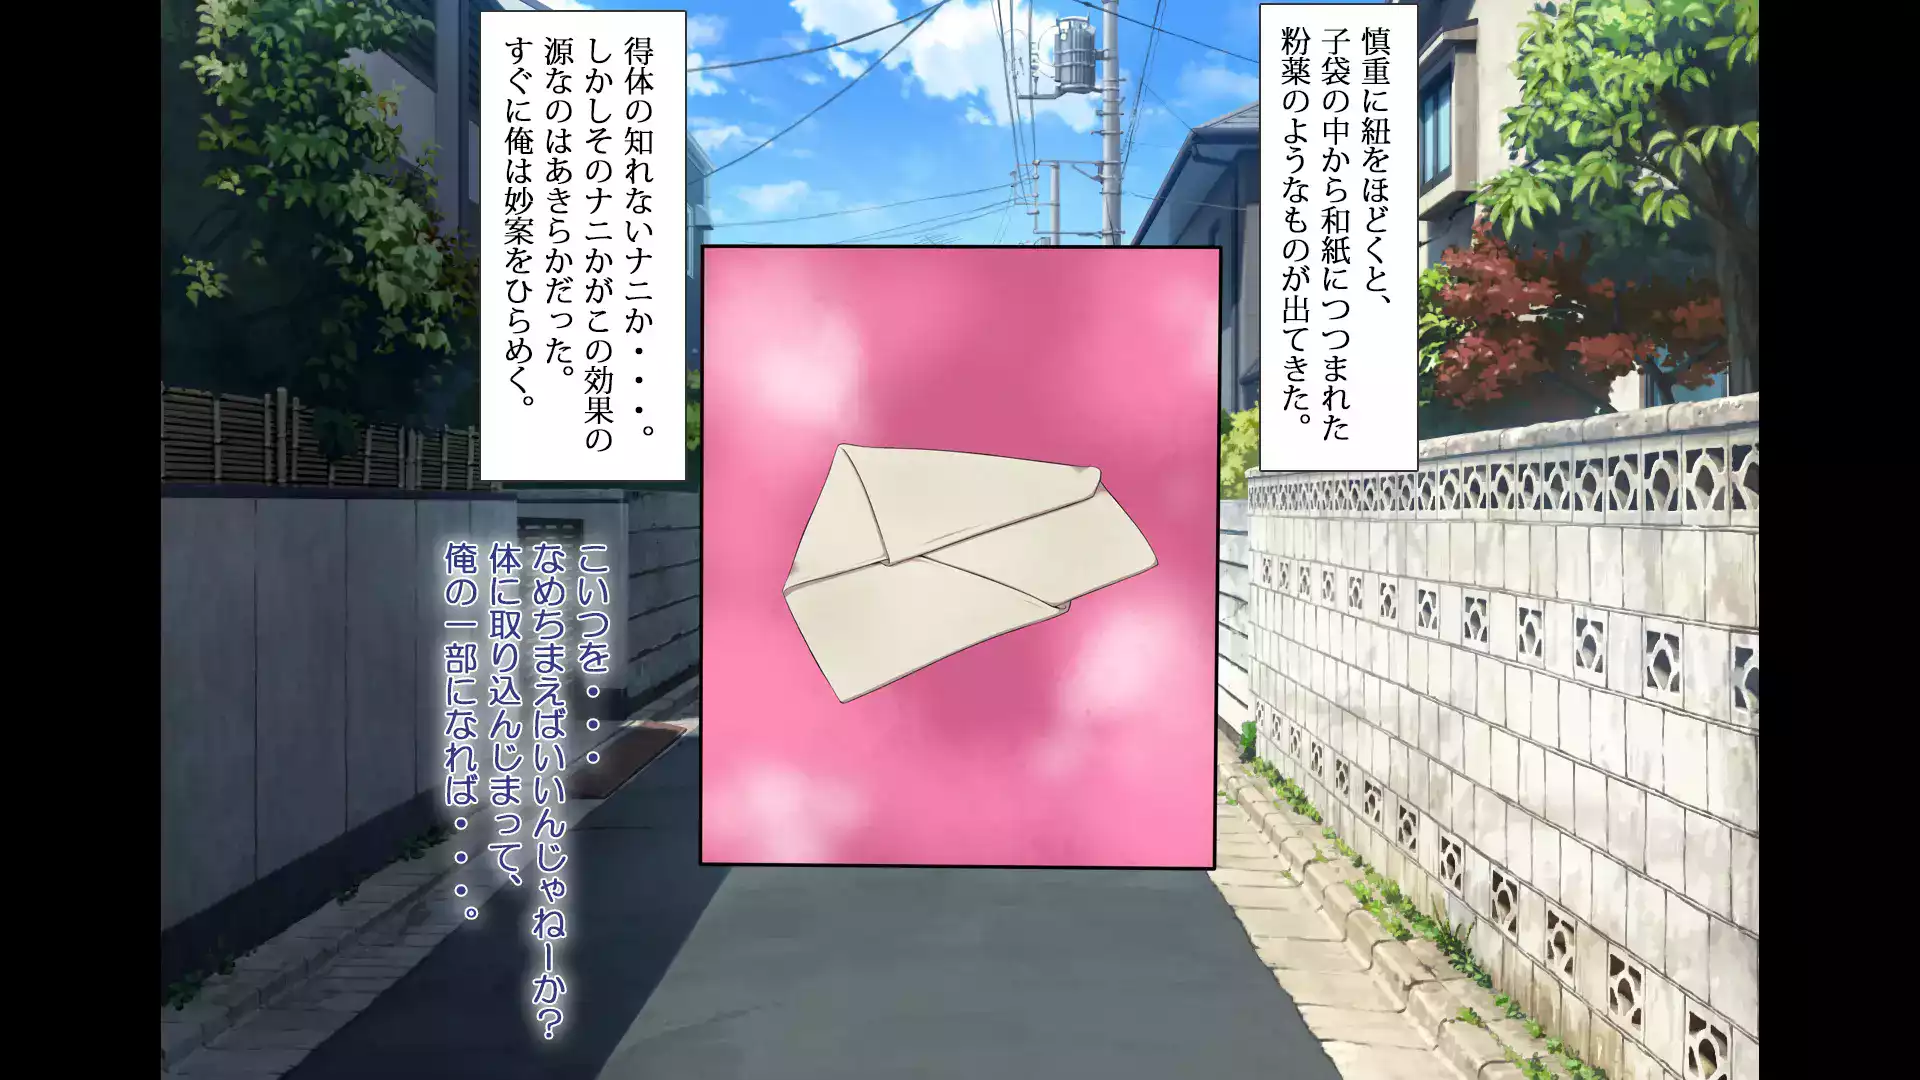 慎重に紐をほどくと、
子袋の中から和紙につつまれた
粉薬のようなものが出てきた。
得体の知れないナニか・・・。
しかしそのナニかがこの効果の
源なのはあきらかだった。
すぐに俺は妙案をひらめく。
こいつを・・・
なめちまえばいいんじゃねーか？
体に取り込んじまって、
俺の一部になれば・・・。